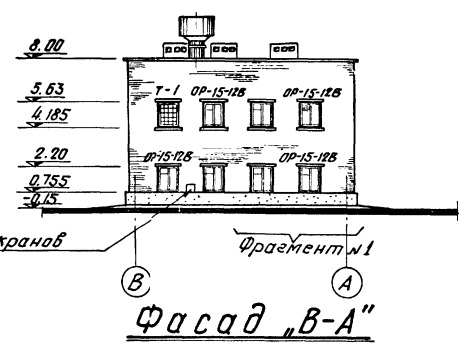 8.00
5.63
Т-1 ОР-15-12В ОР-15-12В
4.185
2.20
ОР-15-12В ОР-15-12В
0.755
-0.15
кранов
Фрагмент №1
В А
Фасад „В-А"